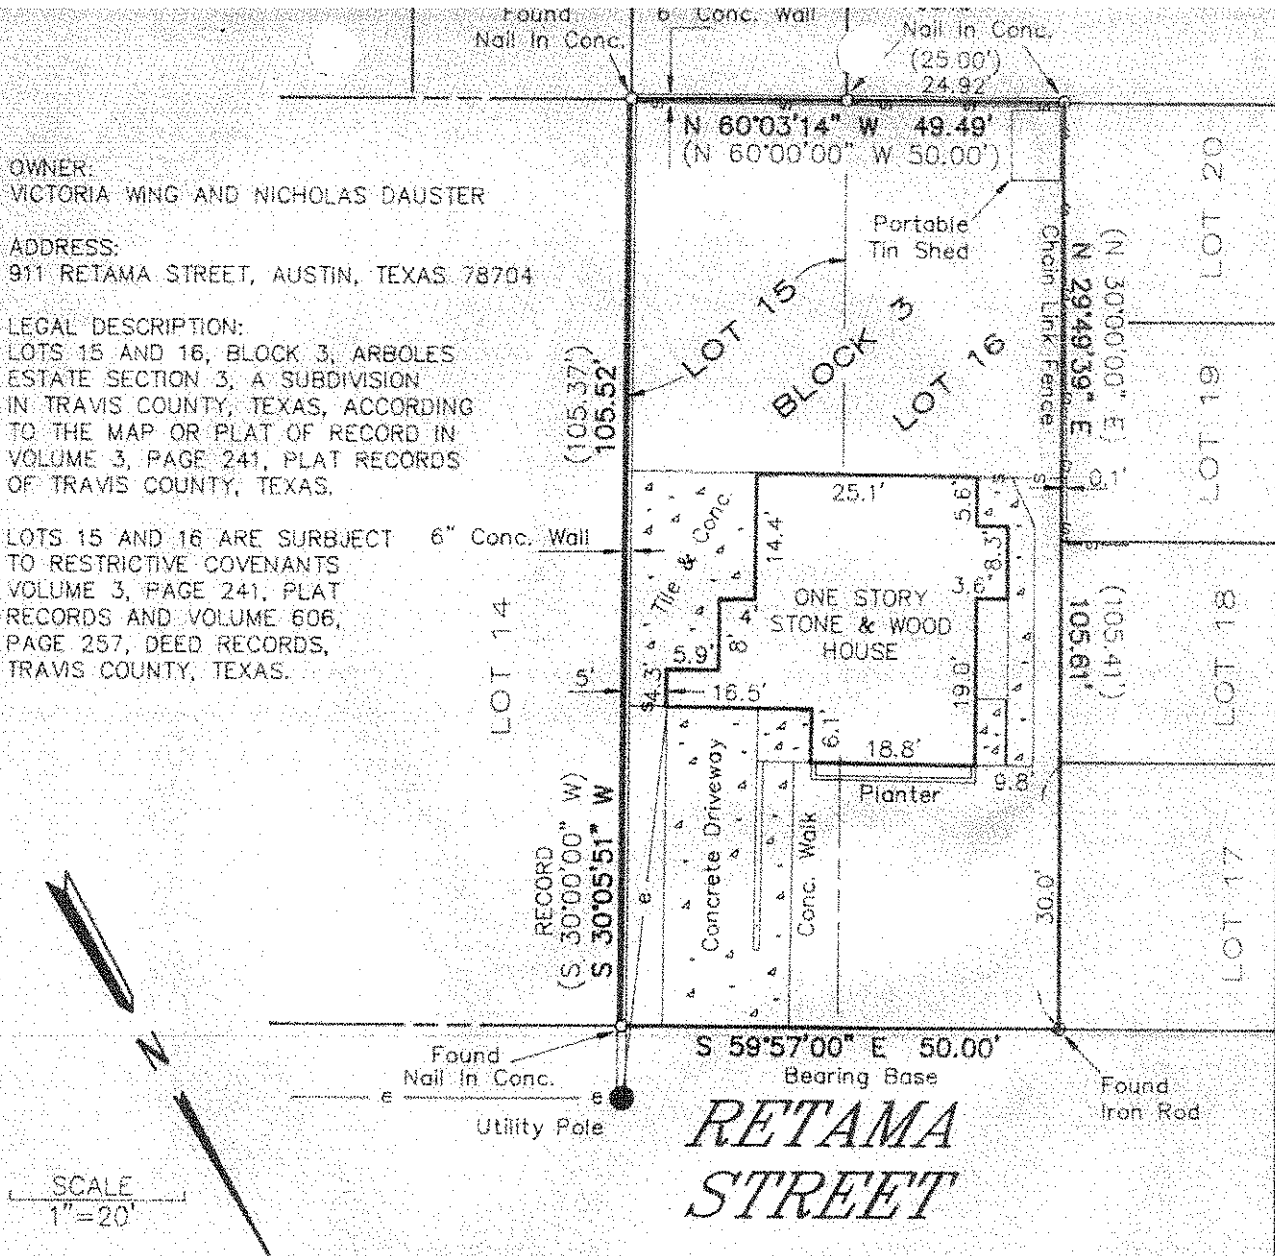 Found
Nail In Conc.
6" Conc. Wall
Nail In Conc.
(25.00')
24.92'
N 60°03'14" W 49.49'
(N 60°00'00" W 50.00')
OWNER:
VICTORIA WING AND NICHOLAS DAUSTER
ADDRESS:
911 RETAMA STREET, AUSTIN, TEXAS 78704
LEGAL DESCRIPTION:
LOTS 15 AND 16, BLOCK 3, ARBOLES
ESTATE SECTION 3, A SUBDIVISION
IN TRAVIS COUNTY, TEXAS, ACCORDING
TO THE MAP OR PLAT OF RECORD IN
VOLUME 3, PAGE 241, PLAT RECORDS
OF TRAVIS COUNTY, TEXAS.
LOTS 15 AND 16 ARE SURBJECT
TO RESTRICTIVE COVENANTS
VOLUME 3, PAGE 241, PLAT
RECORDS AND VOLUME 606,
PAGE 257, DEED RECORDS,
TRAVIS COUNTY, TEXAS.
Portable
Tin Shed
LOT 15
BLOCK 3
LOT 16
(105.37')
105.52'
Chain Link Fence
N 29°49'39" E
(N 30°00'00" E)
LOT 20
LOT 19
LOT 18
LOT 17
0.1'
(105.41')
105.61'
6" Conc. Wall
Tile & Conc.
25.1'
5.6'
14.4'
8.3'
3.6'
ONE STORY
STONE & WOOD
HOUSE
4'
8'
5.9'
4.3'
5'
16.5'
19.0'
6.1'
18.8'
9.8'
Planter
LOT 14
RECORD
(S 30°00'00" W)
S 30°05'51" W
e
Concrete Driveway
Conc. Walk
30.0'
S 59°57'00" E 50.00'
Bearing Base
Found
Nail In Conc.
e
e
Utility Pole
Found
Iron Rod
RETAMA
STREET
N
SCALE
1"=20'